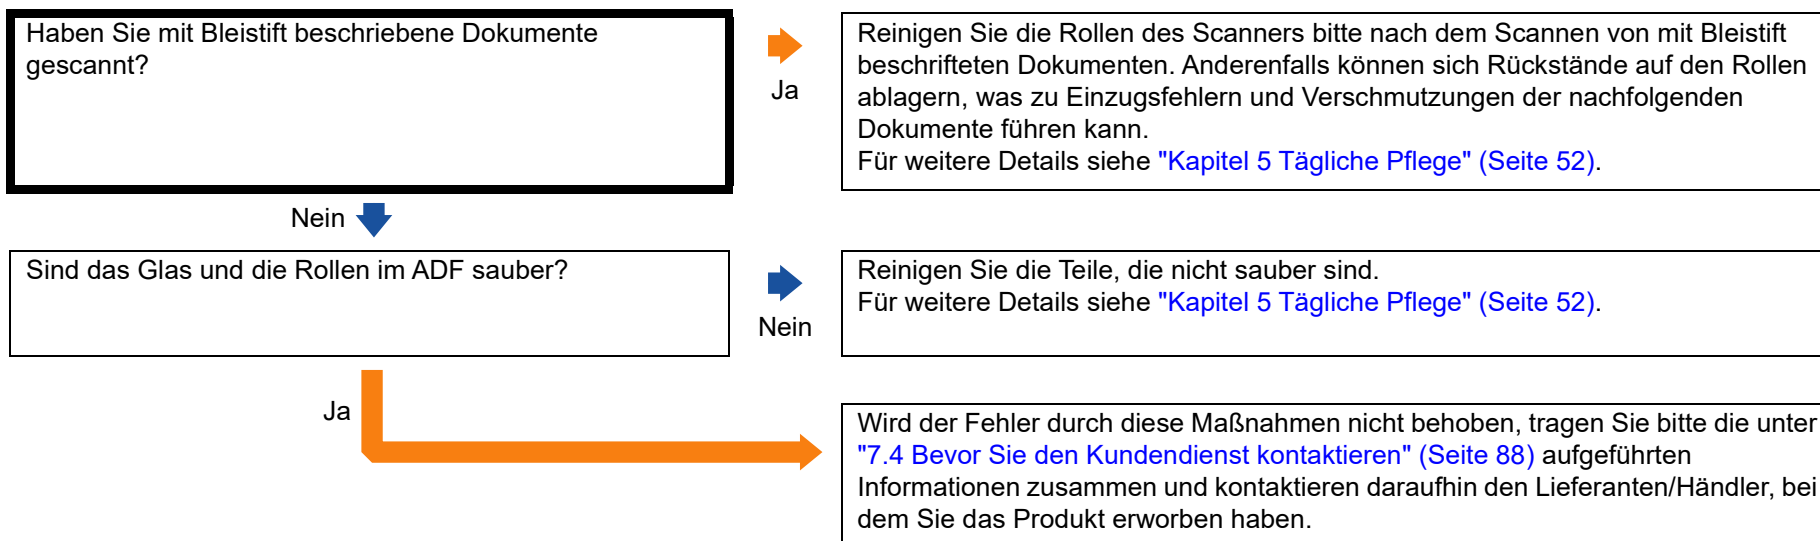 Haben Sie mit Bleistift beschriebene Dokumente
gescannt?
Ja
Reinigen Sie die Rollen des Scanners bitte nach dem Scannen von mit Bleistift
beschrifteten Dokumenten. Anderenfalls können sich Rückstände auf den Rollen
ablagern, was zu Einzugsfehlern und Verschmutzungen der nachfolgenden
Dokumente führen kann.
Für weitere Details siehe "Kapitel 5 Tägliche Pflege" (Seite 52).
Nein
Sind das Glas und die Rollen im ADF sauber?
Nein
Reinigen Sie die Teile, die nicht sauber sind.
Für weitere Details siehe "Kapitel 5 Tägliche Pflege" (Seite 52).
Ja
Wird der Fehler durch diese Maßnahmen nicht behoben, tragen Sie bitte die unter
"7.4 Bevor Sie den Kundendienst kontaktieren" (Seite 88) aufgeführten
Informationen zusammen und kontaktieren daraufhin den Lieferanten/Händler, bei
dem Sie das Produkt erworben haben.